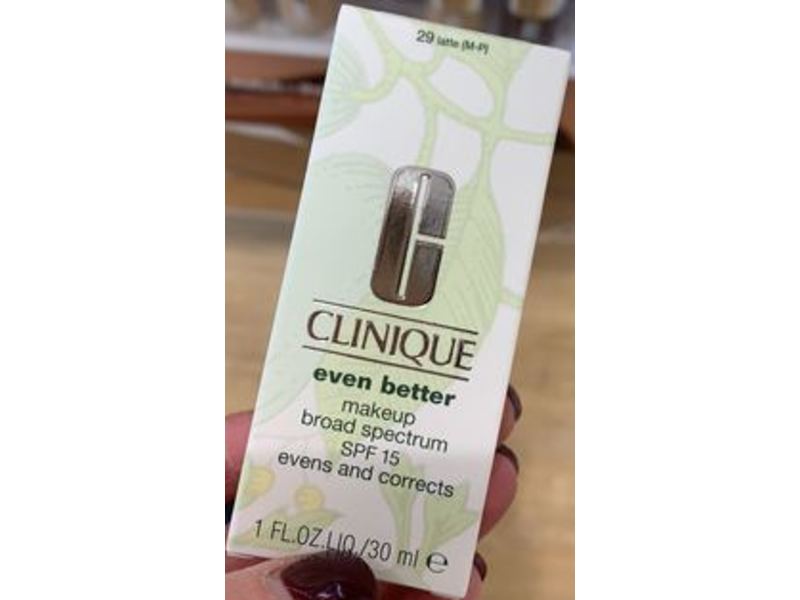 29 latte (M-P)
CLINIQUE
even better
makeup
broad spectrum
SPF 15
evens and corrects
1 FL.OZ.LIQ./30 ml e